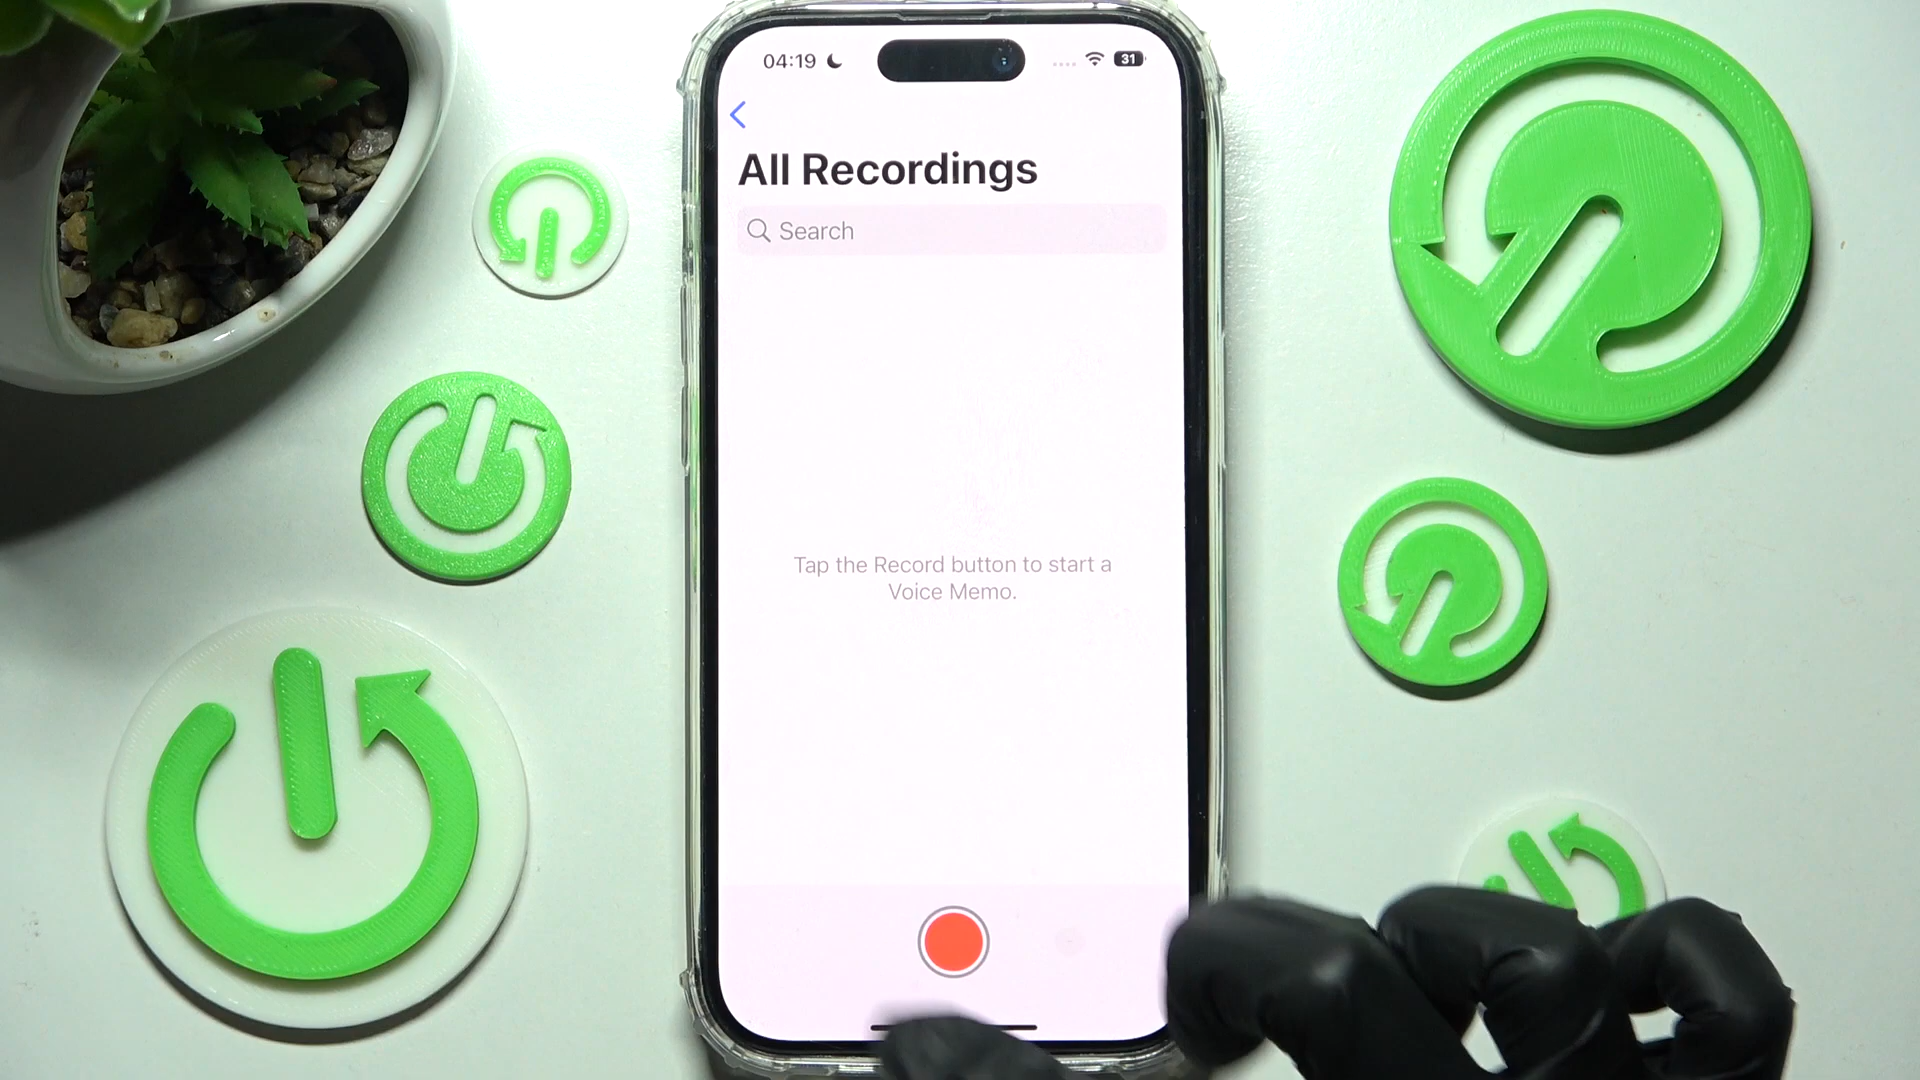 04:19
31
All Recordings
Search
Tap the Record button to start a
Voice Memo.